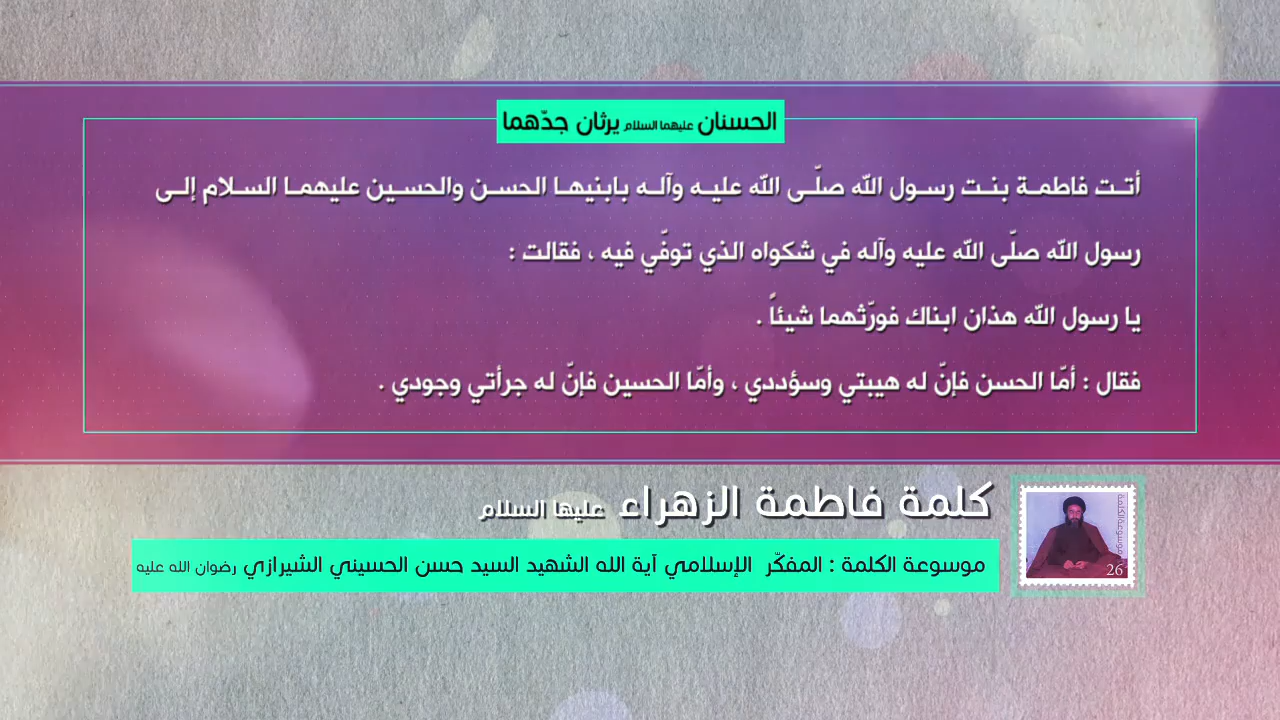 الحسنان عليهما السلام يرثان جدّهما
أتت فاطمة بنت رسول الله صلّى الله عليه وآله بابنيها الحسن والحسين عليهما السلام إلى
رسول الله صلّى الله عليه وآله في شكواه الذي توفّي فيه ، فقالت :
يا رسول الله هذان ابناك فورّثهما شيئاً .
فقال : أمّا الحسن فإنّ له هيبتي وسؤددي ، وأمّا الحسين فإنّ له جرأتي وجودي .
كلمة فاطمة الزهراء عليها السلام
موسوعة الكلمة : المفكّر الإسلامي آية الله الشهيد السيد حسن الحسيني الشيرازي رضوان الله عليه
موسوعة الكلمة
26